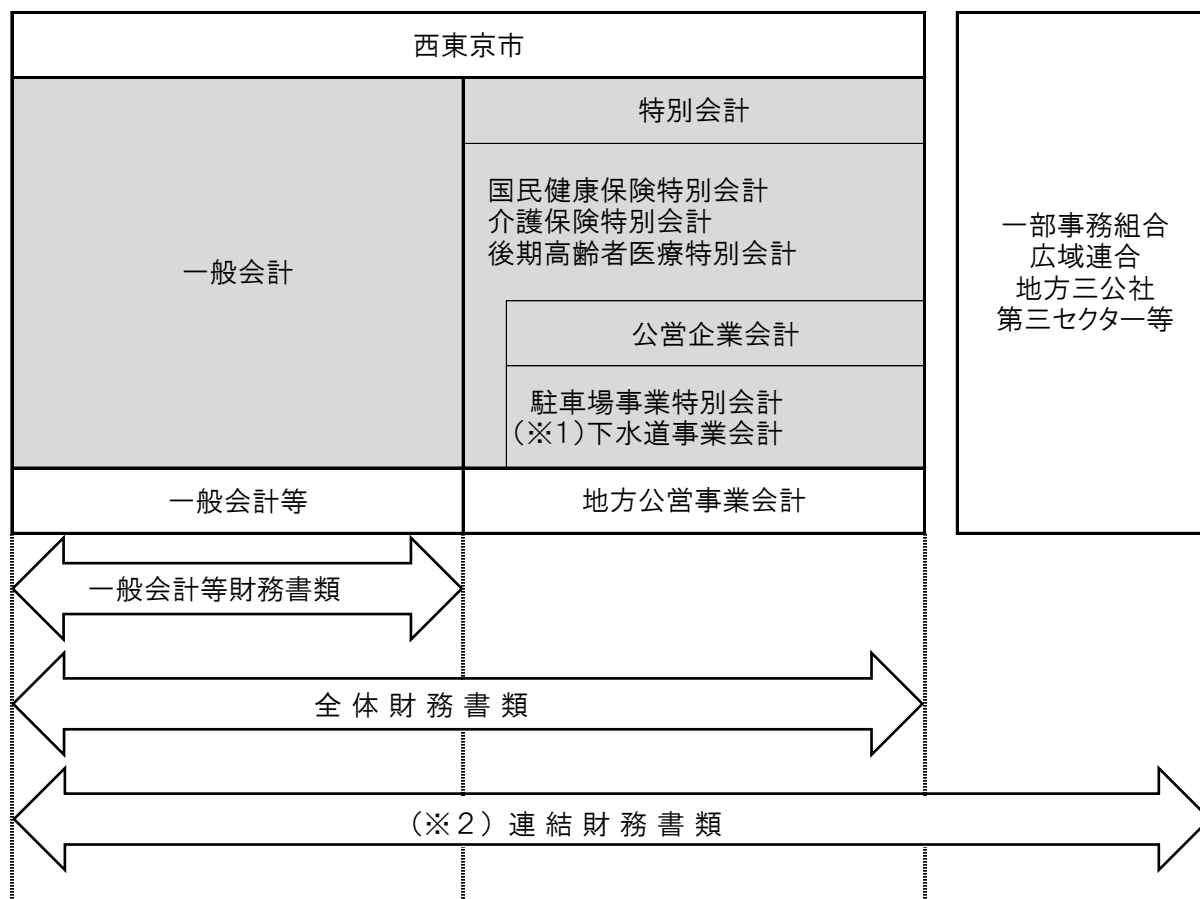 西東京市
一般会計
特別会計
国民健康保険特別会計
介護保険特別会計
後期高齢者医療特別会計
公営企業会計
駐車場事業特別会計
(※1)下水道事業会計
一般会計等
地方公営事業会計
一部事務組合
広域連合
地方三公社
第三セクター等
一般会計等財務書類
全体財務書類
(※2)連結財務書類